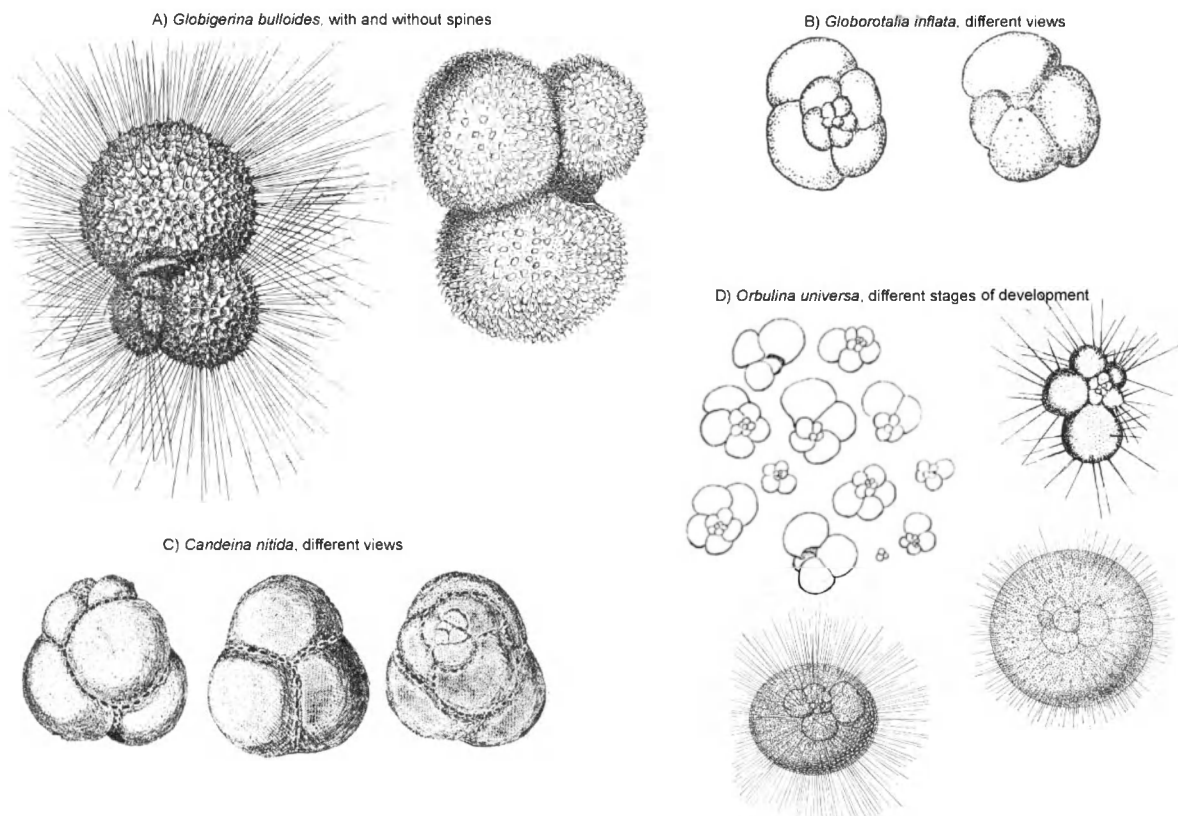 A) Globigerina bulloides, with and without spines
B) Globorotalia inflata, different views
C) Candeina nitida, different views
D) Orbulina universa, different stages of development